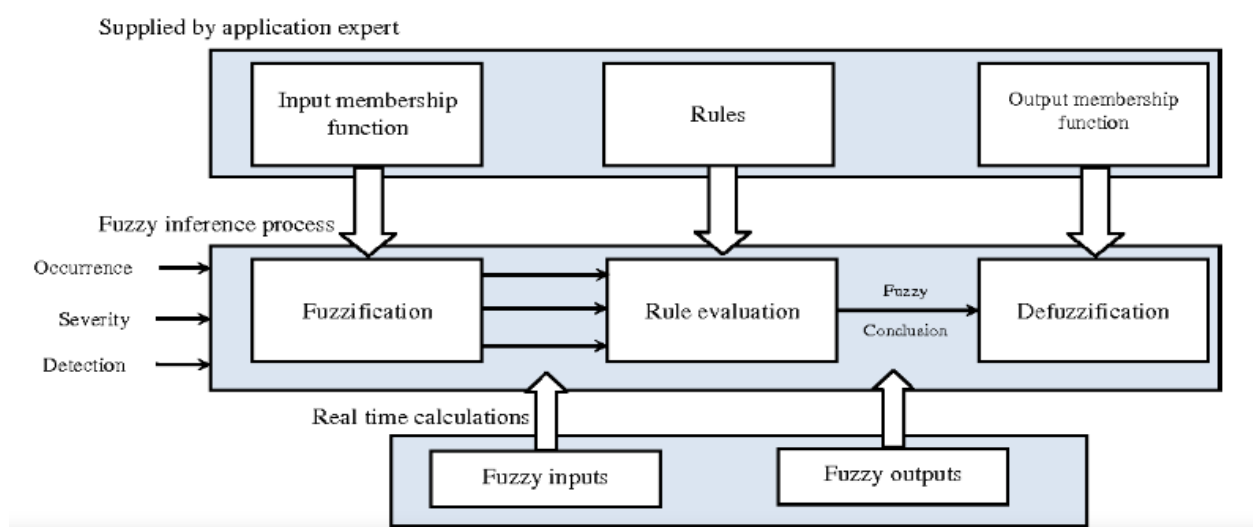 Supplied by application expert
Input membership
function
Rules
Output membership
function
Fuzzy inference process
Occurrence
Severity
Detection
Fuzzification
Rule evaluation
Fuzzy
Conclusion
Defuzzification
Real time calculations
Fuzzy inputs
Fuzzy outputs